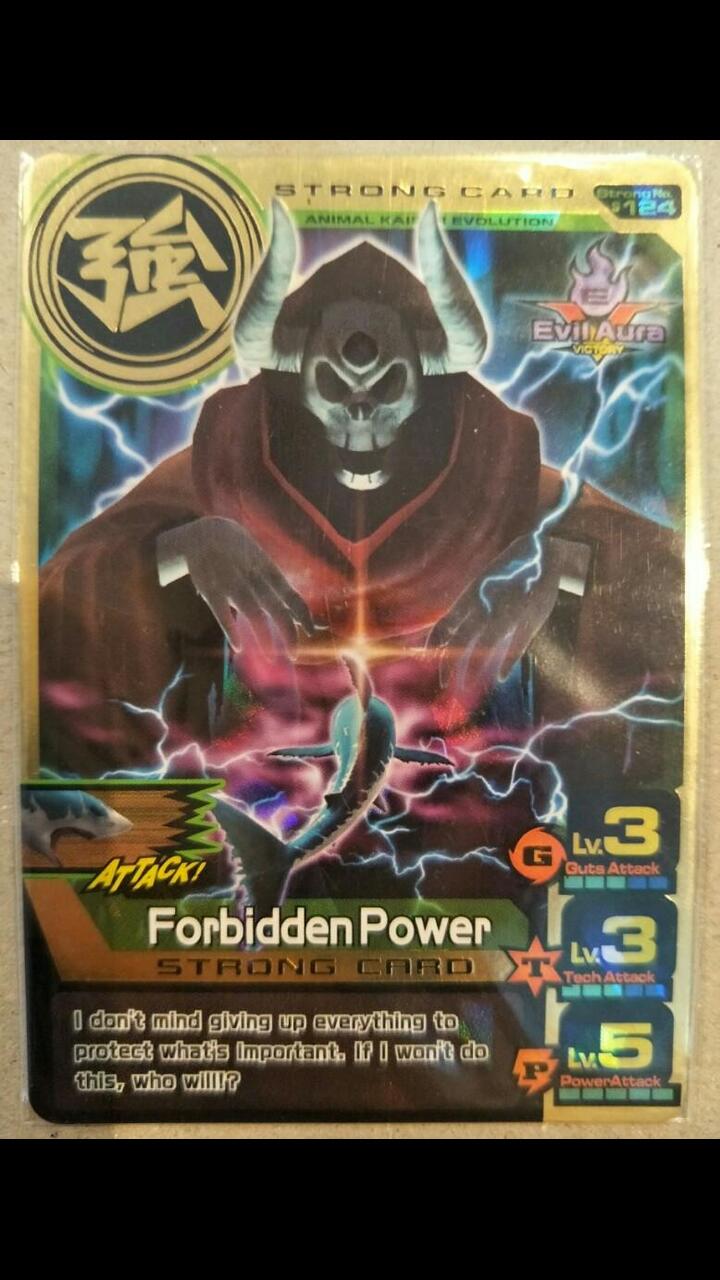 強
STRONG CARD
Strong No.
S124
ANIMAL KAISER EVOLUTION
E
Evil Aura
VICTORY
ATTACK!
G
Lv.3
Guts Attack
Forbidden Power
STRONG CARD
T
Lv.3
Tech Attack
I don't mind giving up everything to
protect what's important. If I won't do
this, who will!?
P
Lv.5
Power Attack